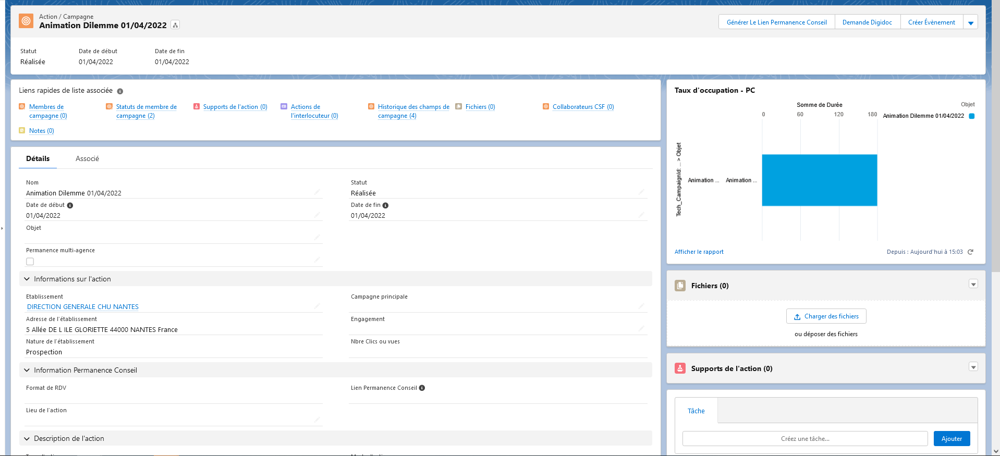 Action / Campagne
Animation Dilemme 01/04/2022
Générer Le Lien Permanence Conseil
Demande Digidoc
Créer Évènement
Statut
Date de début
Date de fin
Réalisée
01/04/2022
01/04/2022
Liens rapides de liste associée
Membres de campagne (0)
Statuts de membre de campagne (2)
Supports de l'action (0)
Actions de l'interlocuteur (0)
Historique des champs de campagne (4)
Fichiers (0)
Collaborateurs CSF (0)
Notes (0)
Détails
Associé
Nom
Animation Dilemme 01/04/2022
Statut
Réalisée
Date de début
01/04/2022
Date de fin
01/04/2022
Objet
Permanence multi-agence
Informations sur l'action
Etablissement
DIRECTION GENERALE CHU NANTES
Campagne principale
Adresse de l'établissement
5 Allée DE L ILE GLORIETTE 44000 NANTES France
Engagement
Nature de l'établissement
Prospection
Nbre Clics ou vues
Information Permanence Conseil
Format de RDV
Lien Permanence Conseil
Lieu de l'action
Description de l'action
Taux d'occupation - PC
Somme de Durée
0 60 120 180
Objet
Animation Dilemme 01/04/2022
Tech_CampaignId: ... > Objet
Animation ... Animation ...
Afficher le rapport
Depuis : Aujourd'hui à 15:03
Fichiers (0)
Charger des fichiers
ou déposer des fichiers
Supports de l'action (0)
Tâche
Créez une tâche...
Ajouter